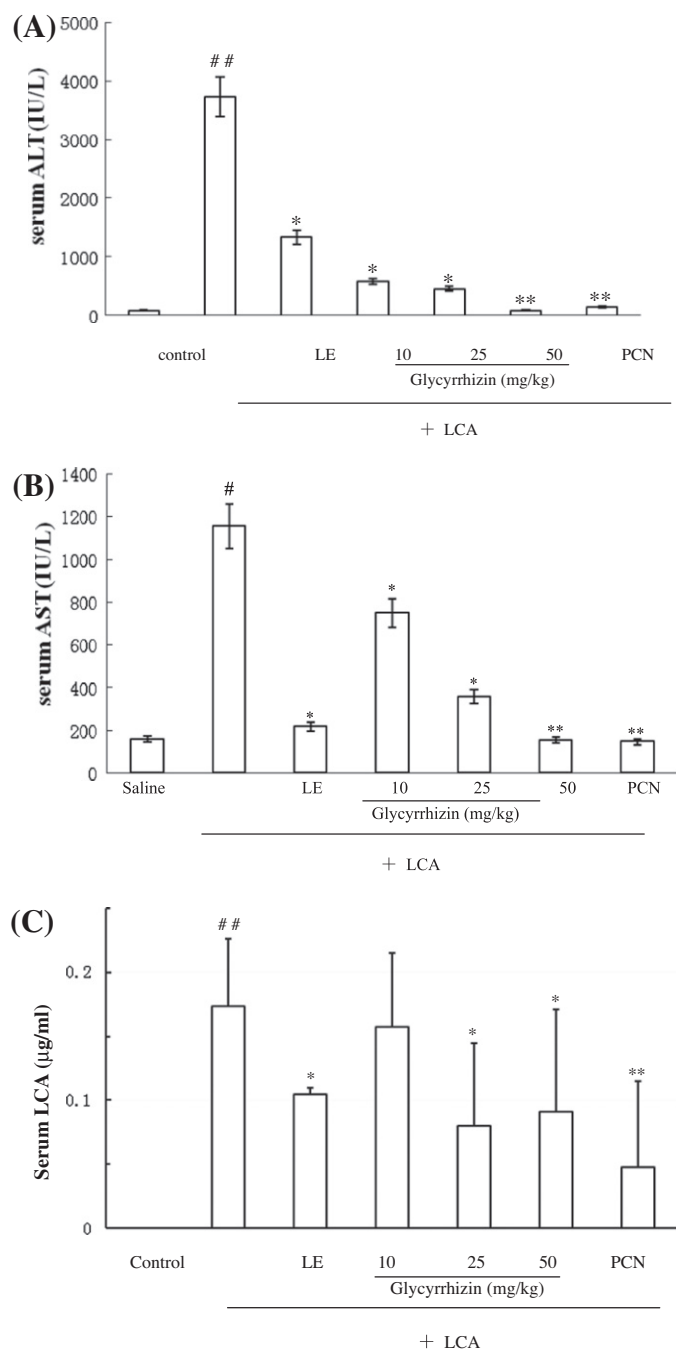 (A)
5000
4000
3000
2000
1000
0
serum ALT(IU/L)
# #
*
*
*
**
**
control LE 10 25 50 PCN
Glycyrrhizin (mg/kg)
+ LCA
(B)
1400
1200
1000
800
600
400
200
0
serum AST(IU/L)
#
*
*
*
**
**
Saline LE 10 25 50 PCN
Glycyrrhizin (mg/kg)
+ LCA
(C)
0.2
0.1
0
Serum LCA (µg/ml)
# #
*
*
*
**
Control LE 10 25 50 PCN
Glycyrrhizin (mg/kg)
+ LCA